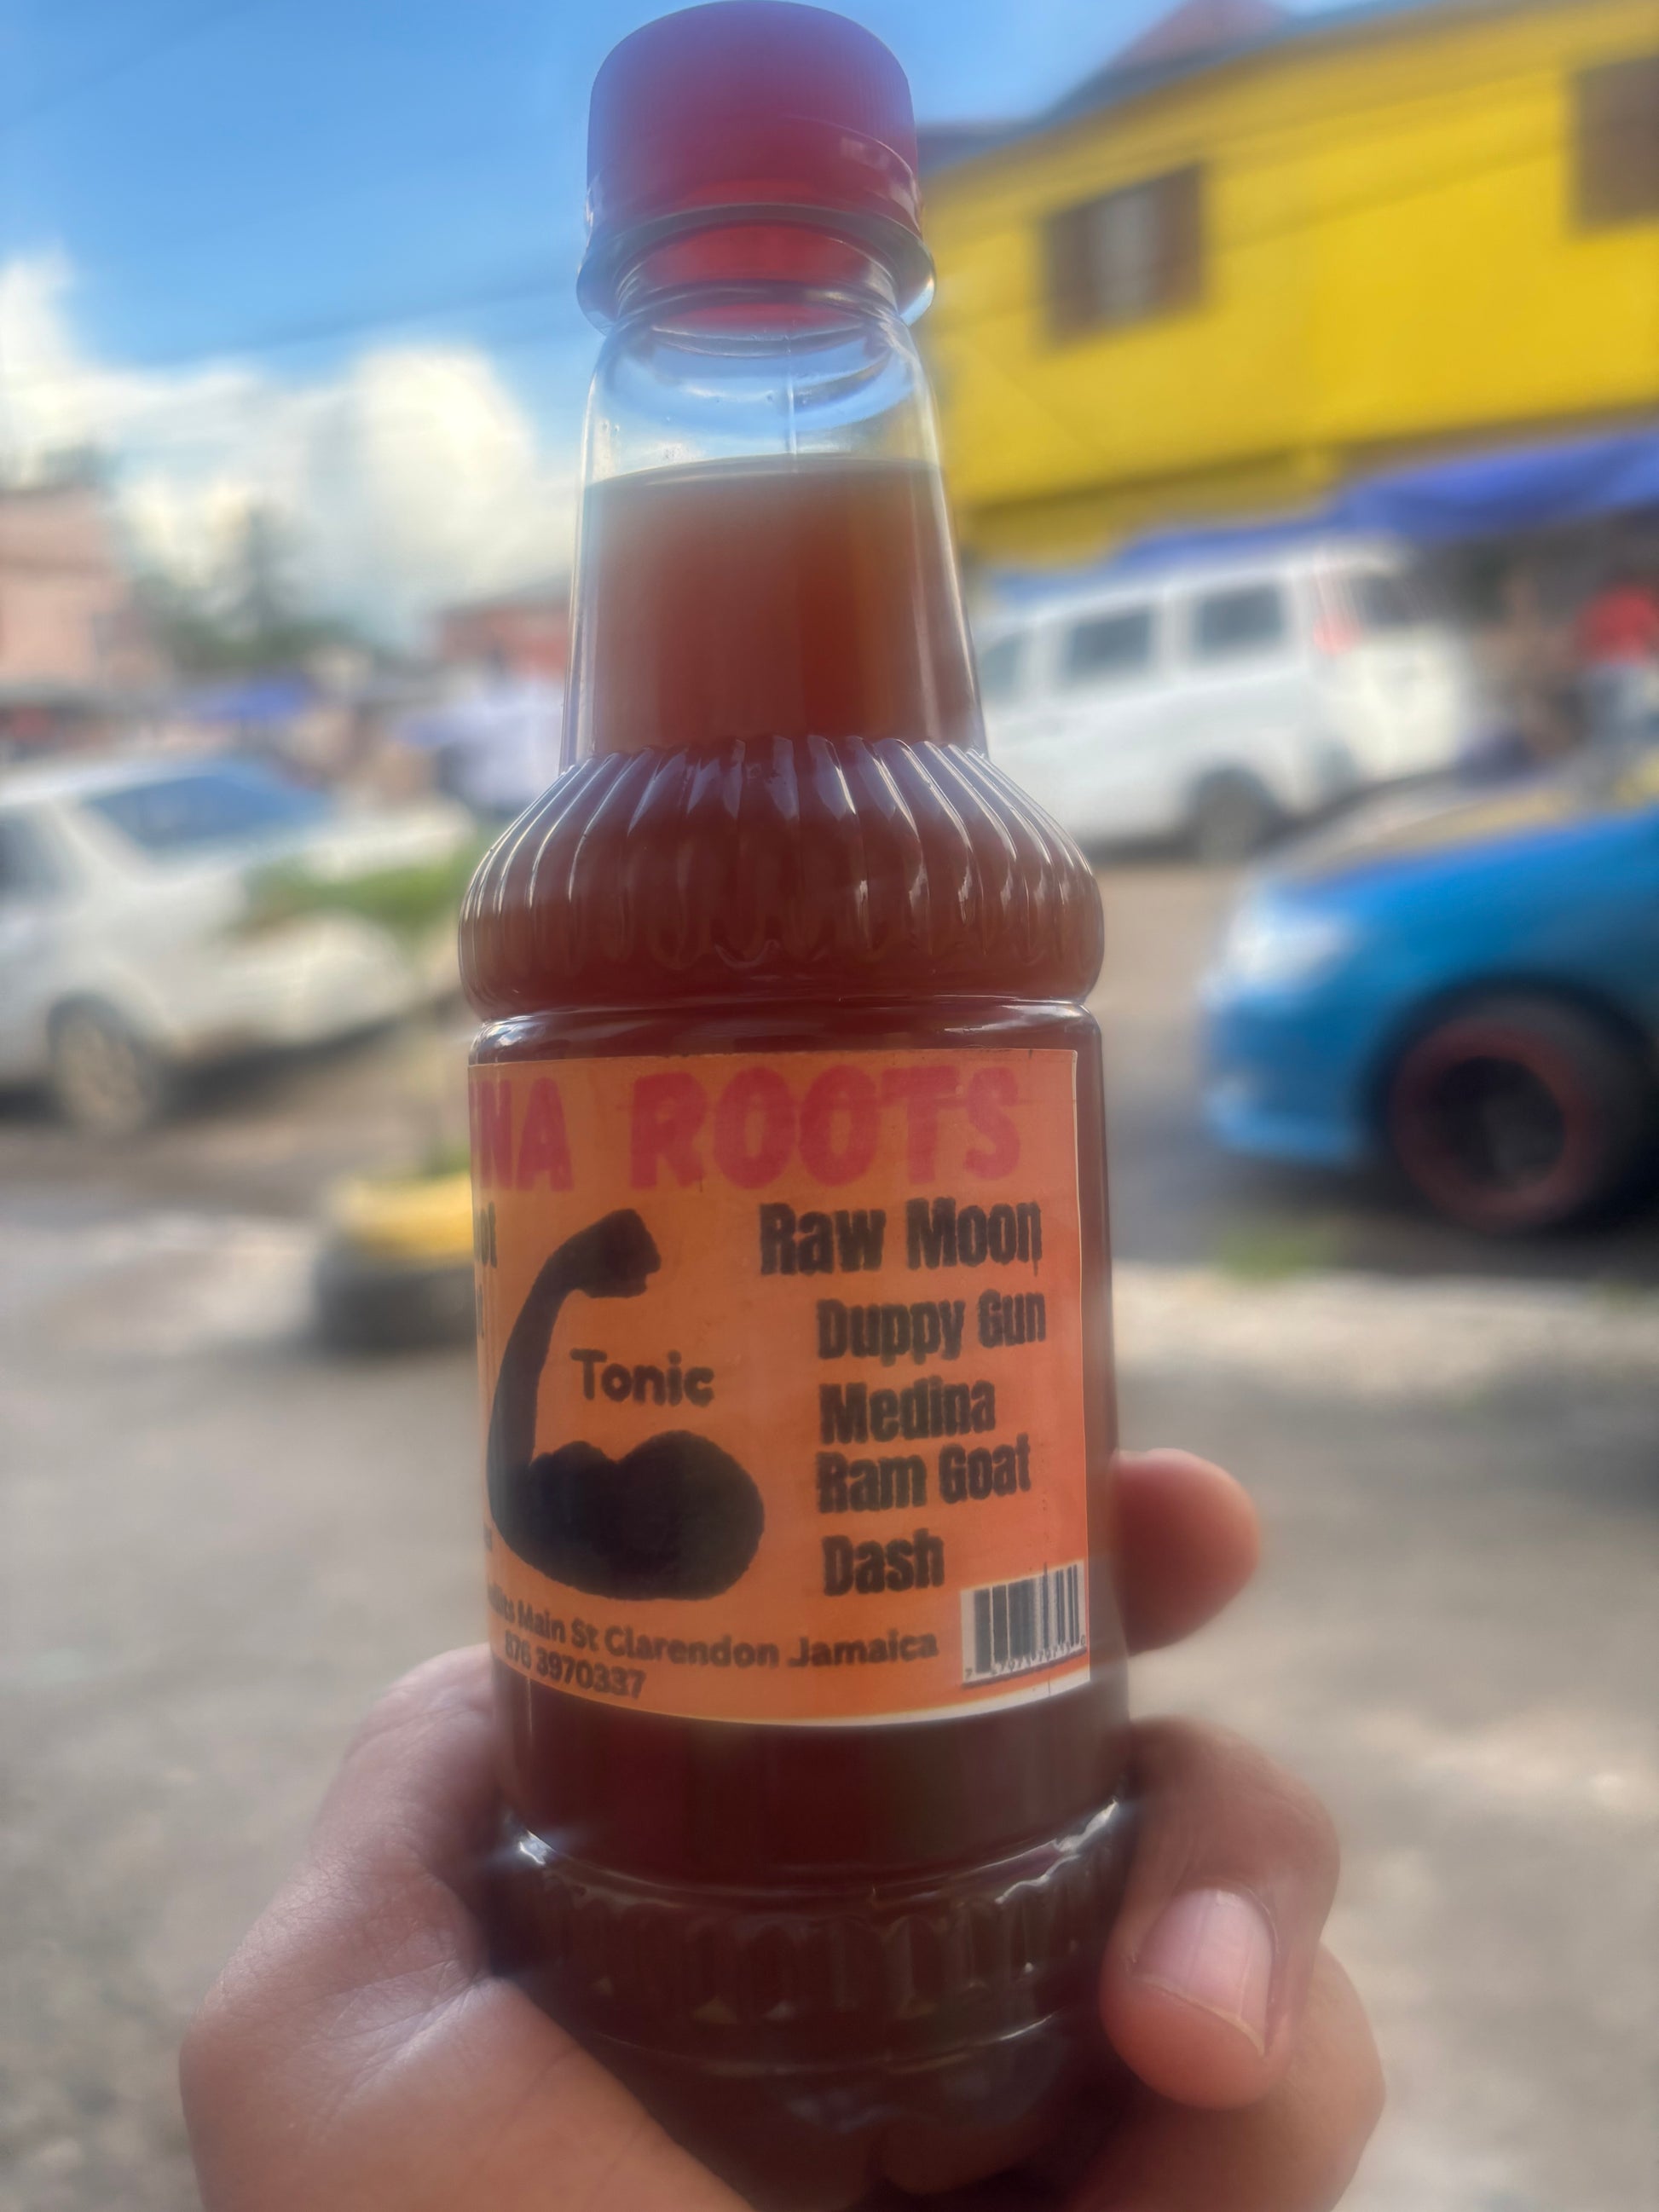 NA ROOTS
Raw Moon
Duppy Gun
Tonic
Medina
Ram Goat
Dash
Main St Clarendon Jamaica
876 3970337